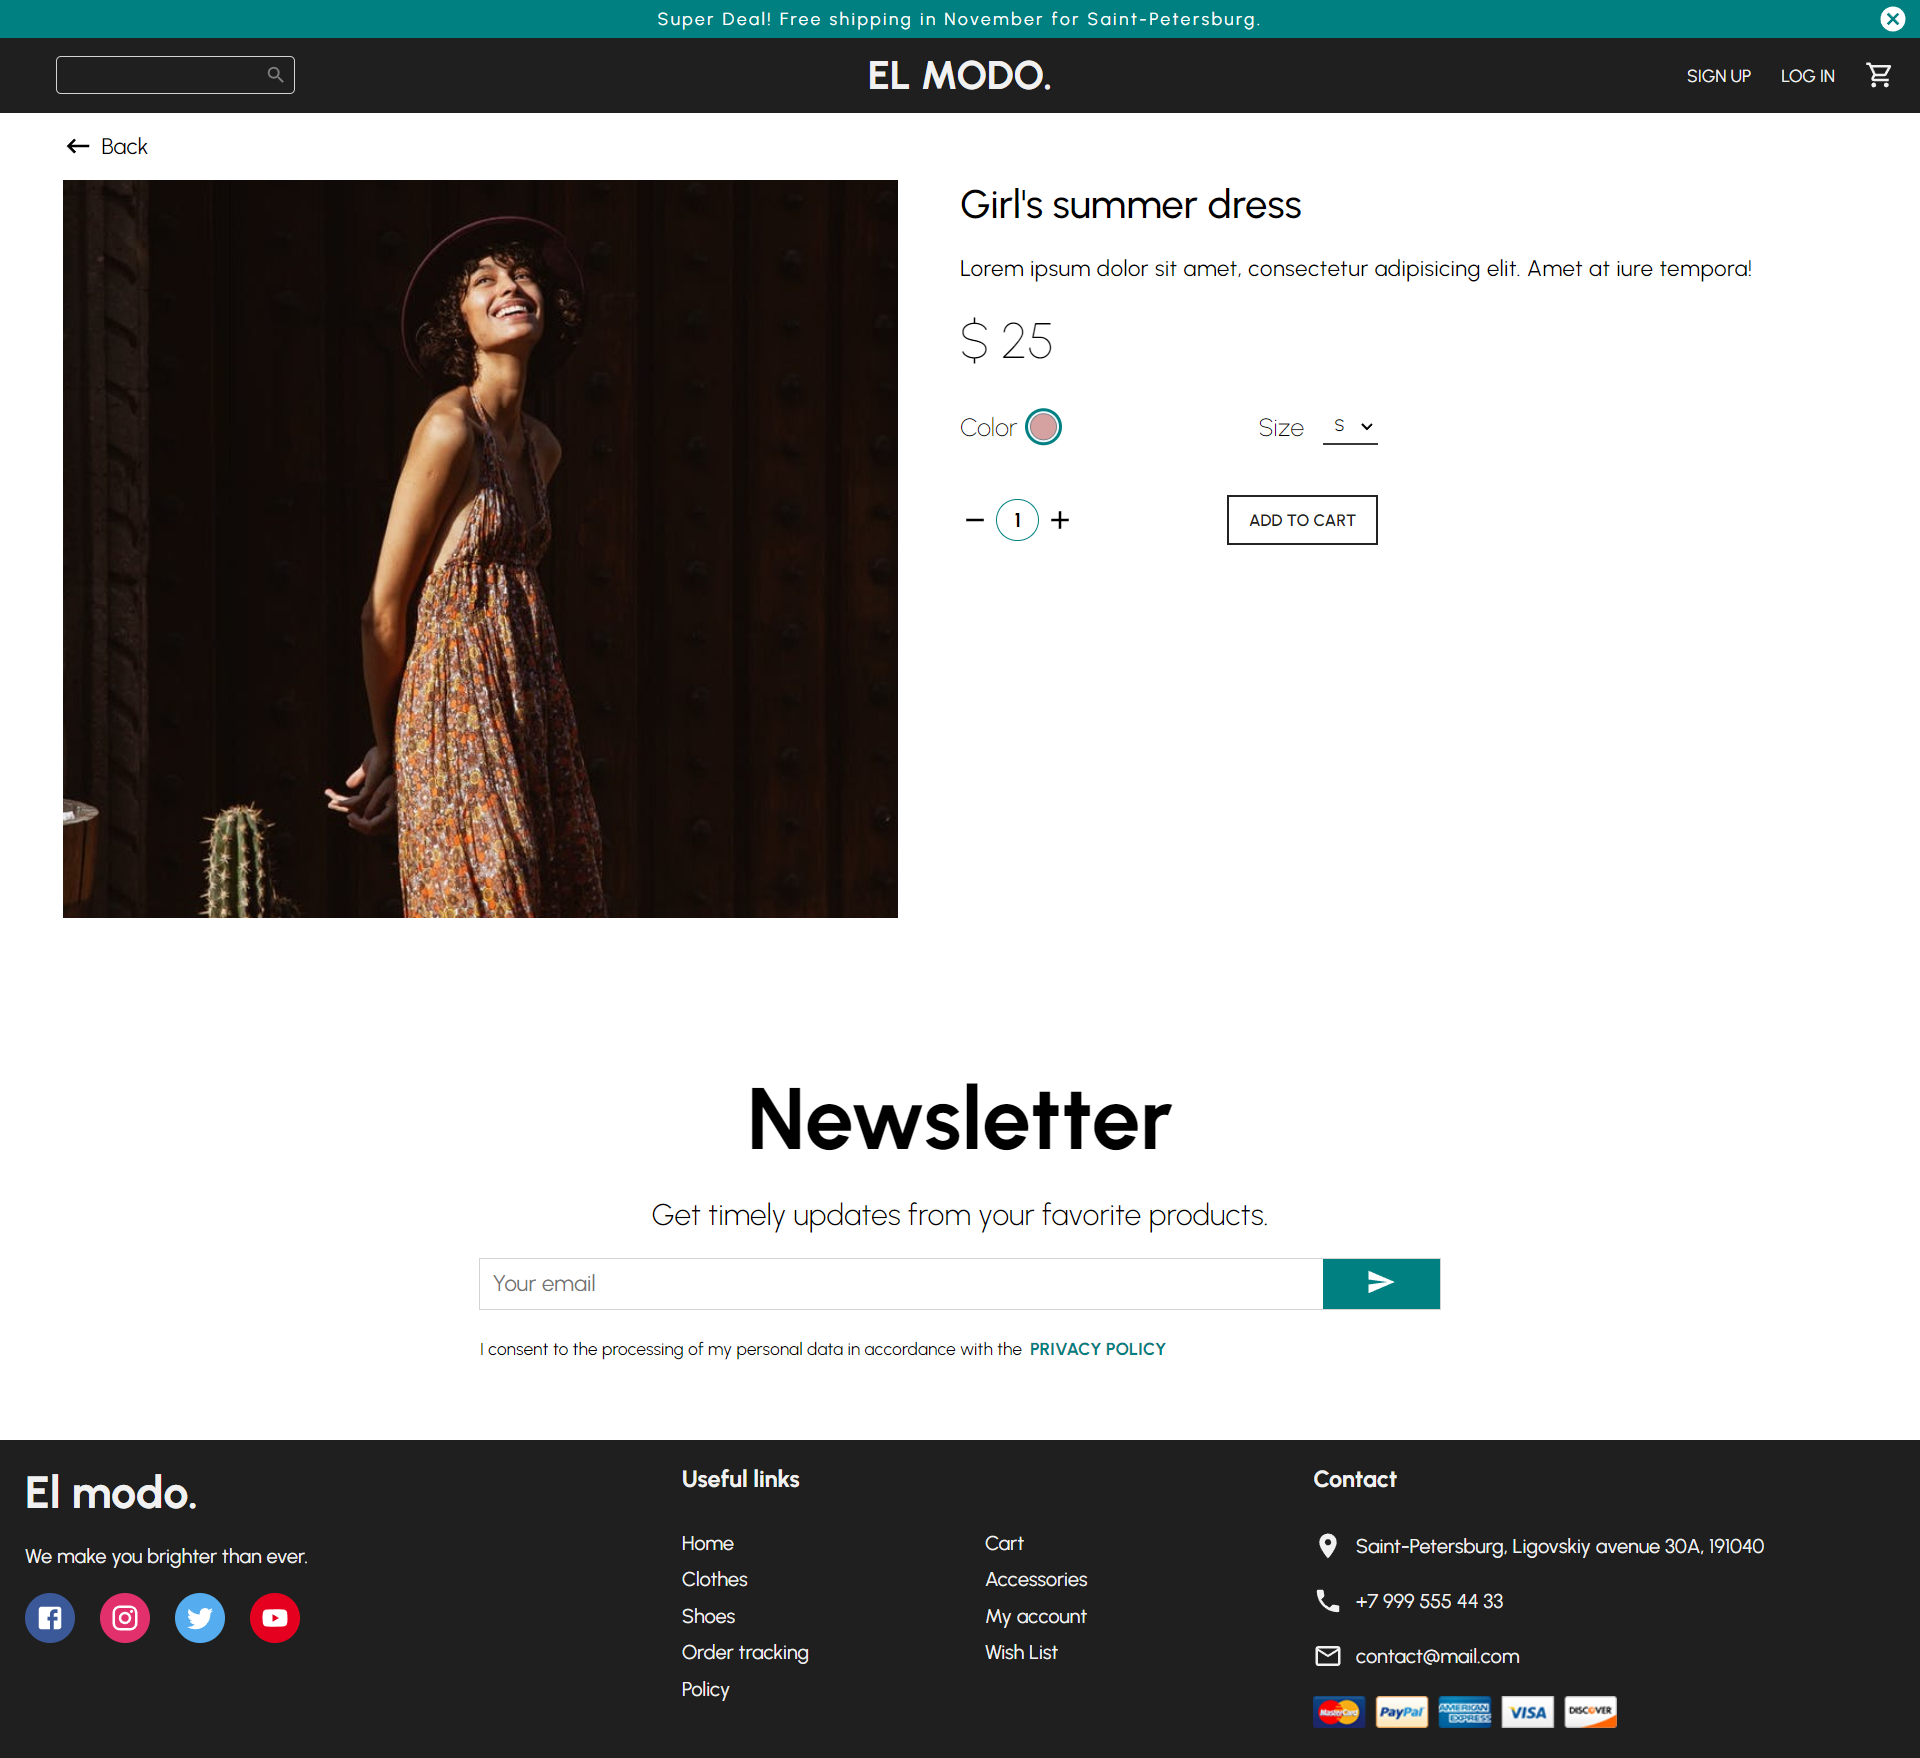 Super Deal! Free shipping in November for Saint-Petersburg.
EL MODO.
SIGN UP
LOG IN
Back
Girl's summer dress
Lorem ipsum dolor sit amet, consectetur adipisicing elit. Amet at iure tempora!
$ 25
Color
Size
S
1
ADD TO CART
Newsletter
Get timely updates from your favorite products.
Your email
I consent to the processing of my personal data in accordance with the PRIVACY POLICY
El modo.
We make you brighter than ever.
Useful links
Home
Clothes
Shoes
Order tracking
Policy
Cart
Accessories
My account
Wish List
Contact
Saint-Petersburg, Ligovskiy avenue 30A, 191040
+7 999 555 44 33
contact@mail.com
MasterCard
PayPal
AMERICAN EXPRESS
VISA
DISCOVER